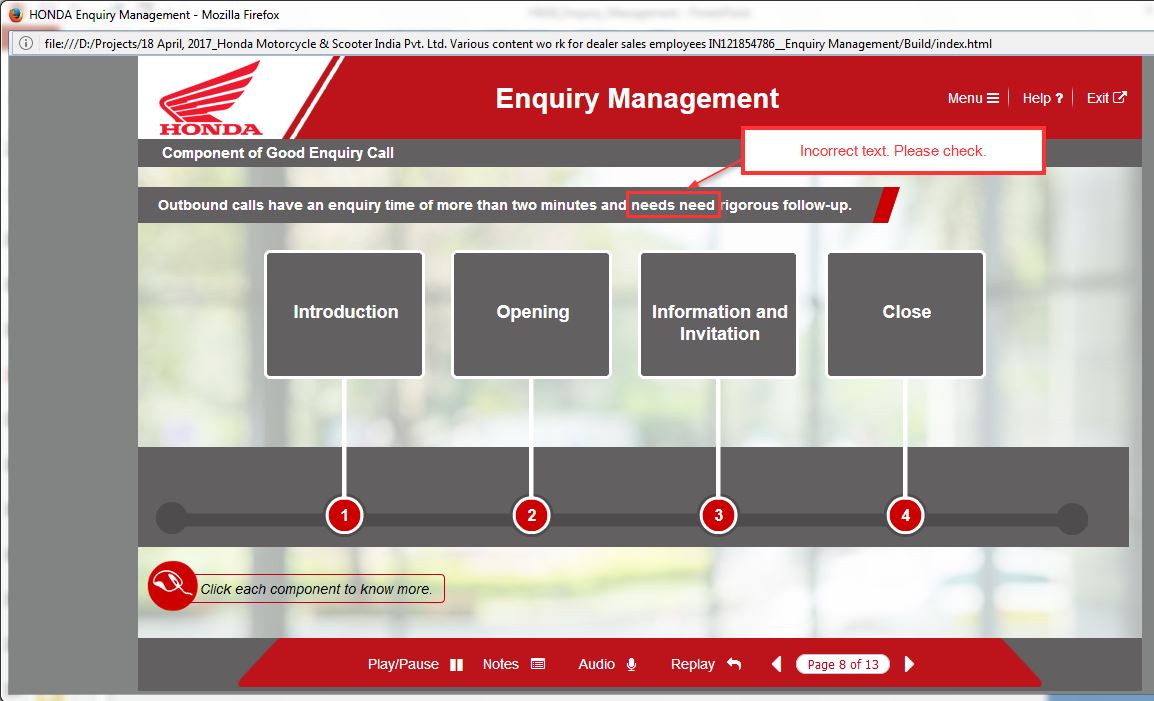 HONDA Enquiry Management - Mozilla Firefox
file:///D:/Projects/18 April, 2017_Honda Motorcycle & Scooter India Pvt. Ltd. Various content wo rk for dealer sales employees IN121854786__Enquiry Management/Build/index.html
HONDA
Enquiry Management
Menu
Help ?
Exit
Component of Good Enquiry Call
Incorrect text. Please check.
Outbound calls have an enquiry time of more than two minutes and needs need rigorous follow-up.
Introduction
Opening
Information and
Invitation
Close
1
2
3
4
Click each component to know more.
Play/Pause
Notes
Audio
Replay
Page 8 of 13